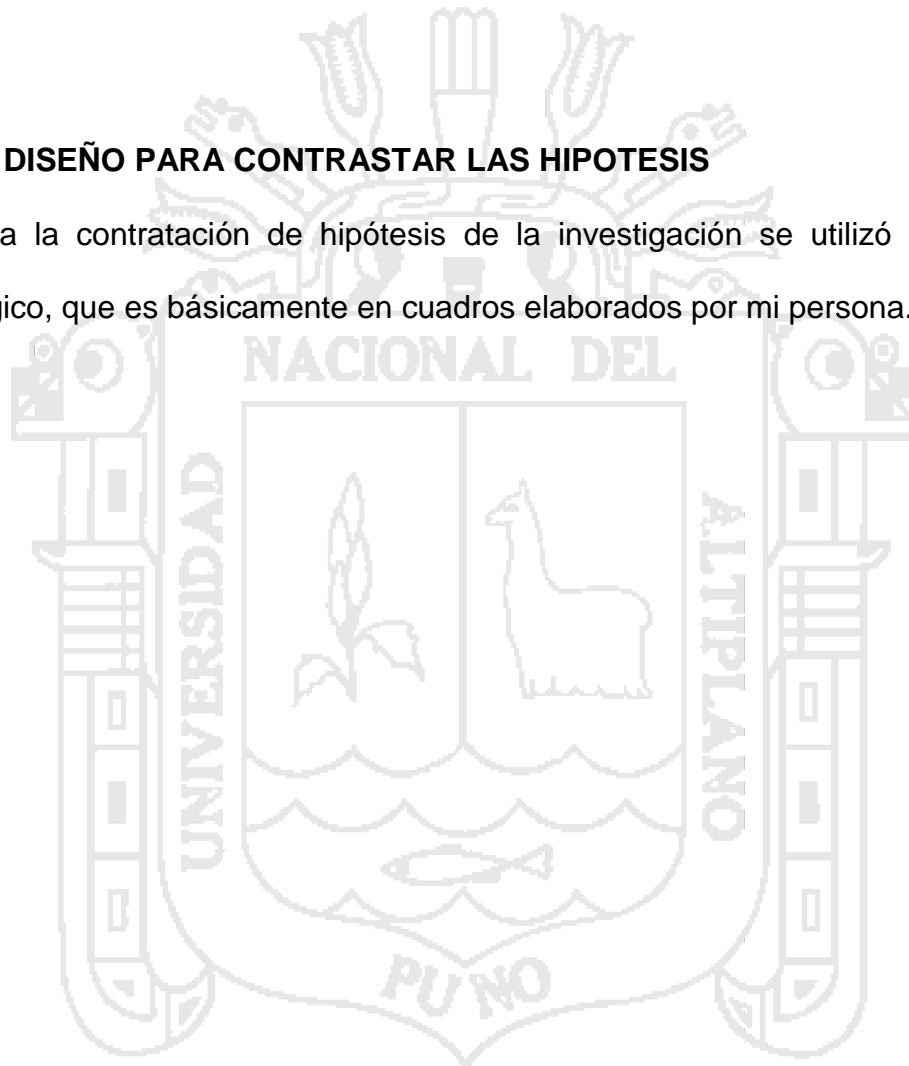 DISEÑO PARA CONTRASTAR LAS HIPOTESIS
a la contratación de hipótesis de la investigación se utilizó
gico, que es básicamente en cuadros elaborados por mi persona.
NACIONAL DEL
UNIVERSIDAD
ALTIPLANO
PUNO